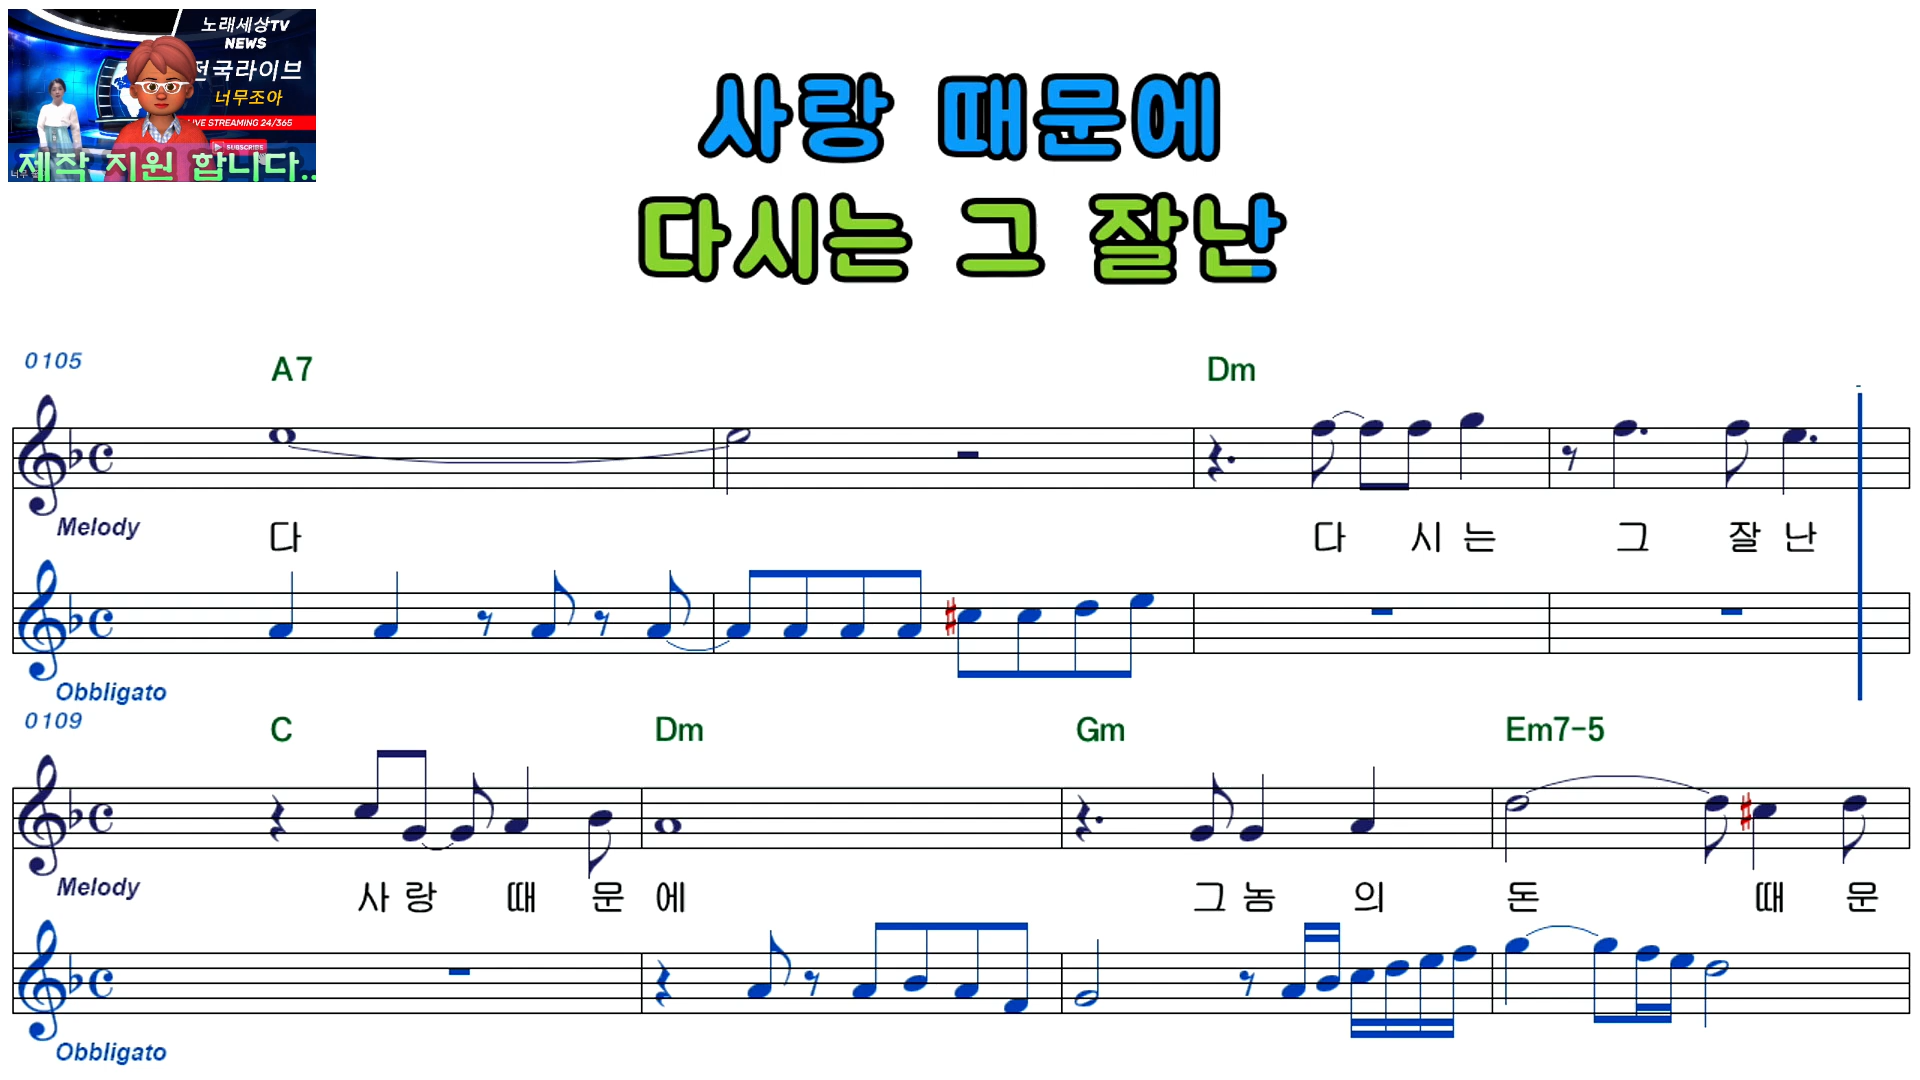 노래세상TV
NEWS
전국라이브
너무조아
LIVE STREAMING 24/365
SUBSCRIBE
제작 지원 합니다..
사랑 때문에
다시는 그 잘난
0105
A7 Dm
Melody
다 다 시 는 그 잘 난
Obbligato
0109
C Dm Gm Em7-5
Melody
사 랑 때 문 에 그 놈 의 돈 때 문
Obbligato